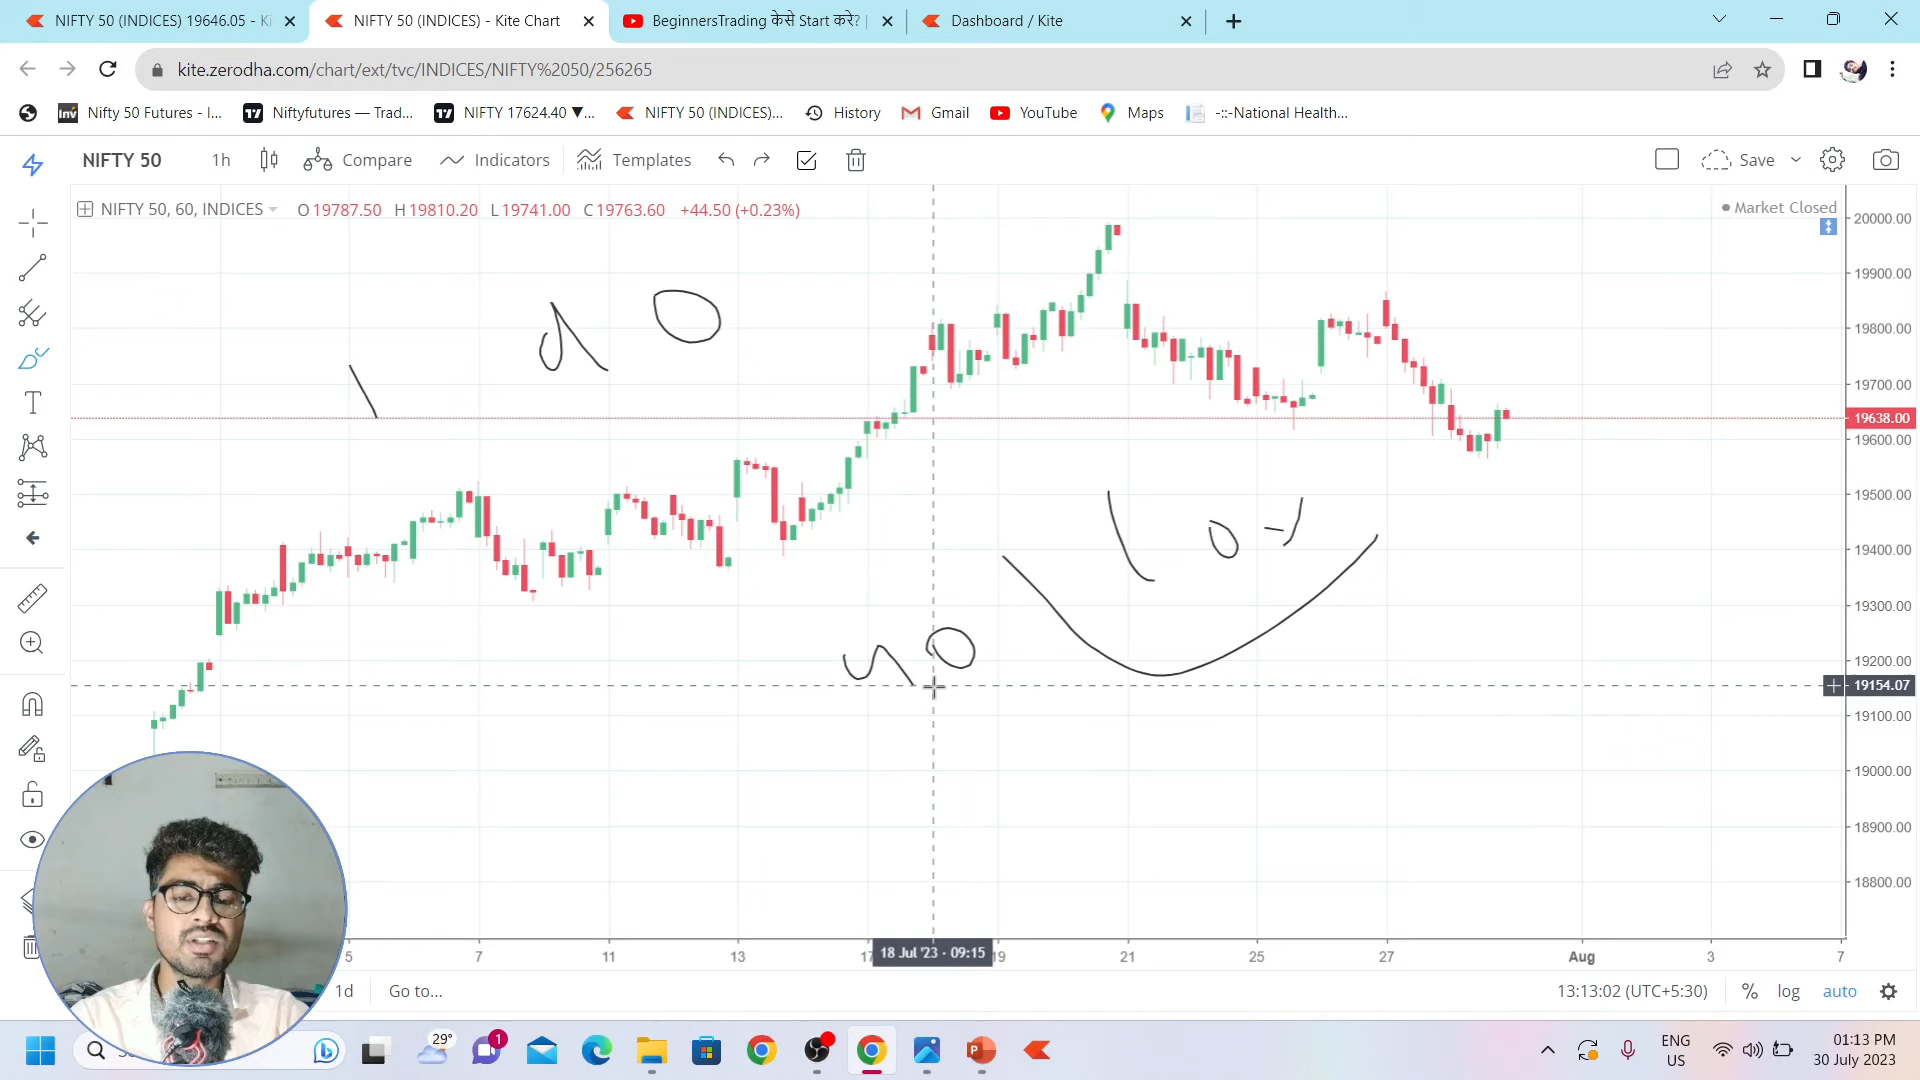 NIFTY 50 (INDICES) 19646.05 - Ki
NIFTY 50 (INDICES) - Kite Chart
BeginnersTrading केसे Start करे? |
Dashboard / Kite
kite.zerodha.com/chart/ext/tvc/INDICES/NIFTY%2050/256265
Nifty 50 Futures - I...
Niftyfutures — Trad...
NIFTY 17624.40 ▼...
NIFTY 50 (INDICES)...
History
Gmail
YouTube
Maps
-::-National Health...
NIFTY 50
1h
Compare
Indicators
Templates
Save
NIFTY 50, 60, INDICES
O19787.50 H19810.20 L19741.00 C19763.60 +44.50 (+0.23%)
Market Closed
20000.00
19900.00
19800.00
19700.00
19638.00
19600.00
19500.00
19400.00
19300.00
19200.00
19154.07
19100.00
19000.00
18900.00
18800.00
5
7
11
13
17
18 Jul '23 - 09:15
19
21
25
27
Aug
3
7
1d
Go to...
13:13:02 (UTC+5:30)
%
log
auto
29°
1
ENG
US
01:13 PM
30 July 2023